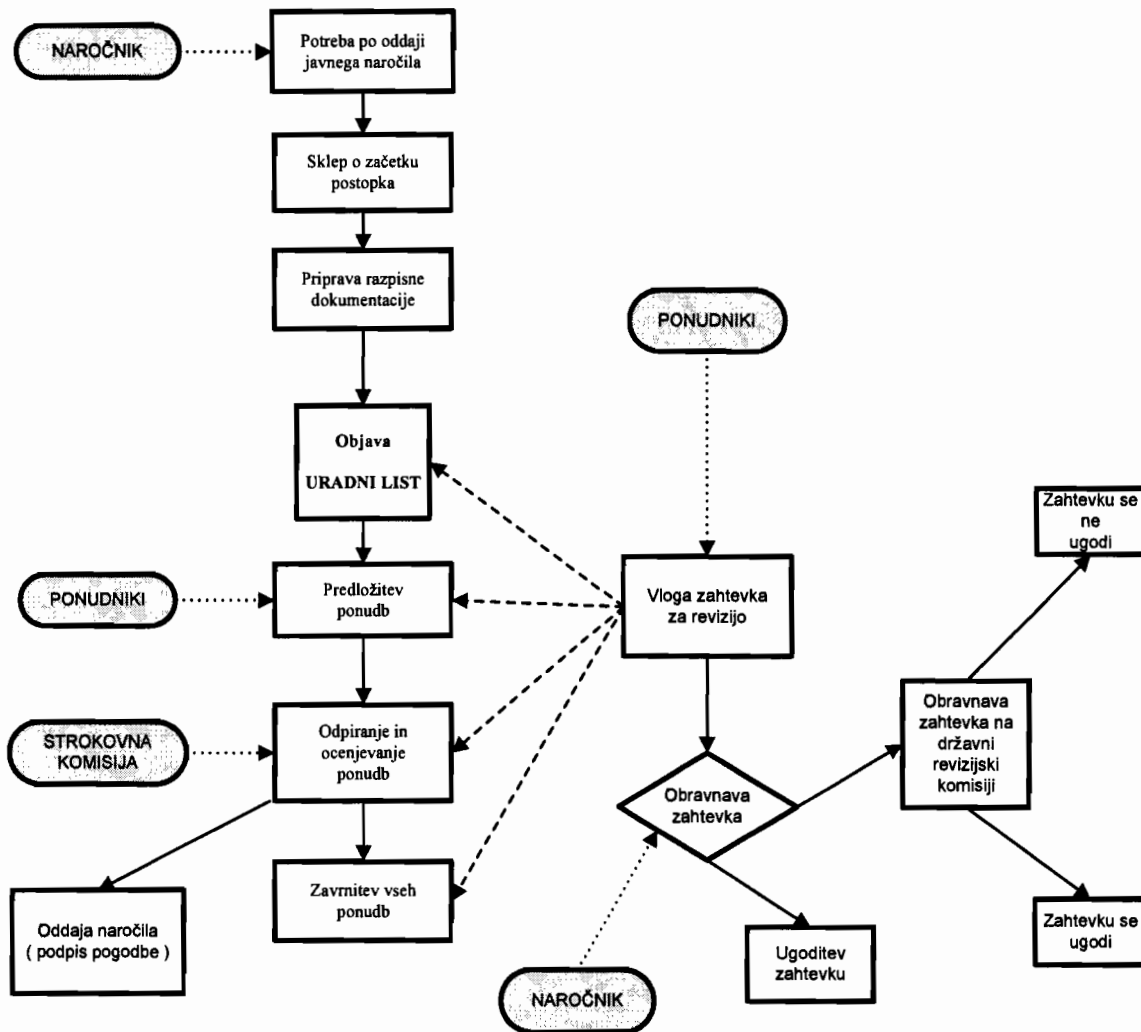 NAROČNIK
Potreba po oddaji
javnega naročila
Sklep o začetku
postopka
Priprava razpisne
dokumentacije
PONUDNIKI
Objava
URADNI LIST
Zahtevku se
ne
ugodi
PONUDNIKI
Predložitev
ponudb
Vloga zahtevka
za revizijo
STROKOVNA
KOMISIJA
Odpiranje in
ocenjevanje
ponudb
Obravnava
zahtevka
Obravnava
zahtevka na
državni
revizijski
komisiji
Oddaja naročila
( podpis pogodbe )
Zavrnitev vseh
ponudb
Ugoditev
zahtevku
Zahtevku se
ugodi
NAROČNIK